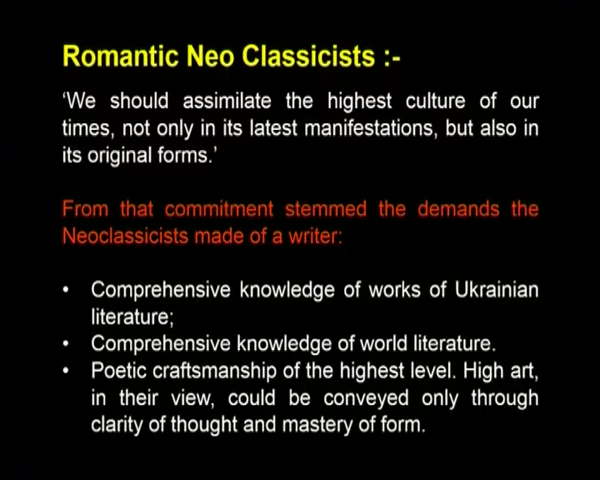 Romantic Neo Classicists :-
‘We should assimilate the highest culture of our
times, not only in its latest manifestations, but also in
its original forms.’
From that commitment stemmed the demands the
Neoclassicists made of a writer:
• Comprehensive knowledge of works of Ukrainian
literature;
• Comprehensive knowledge of world literature.
• Poetic craftsmanship of the highest level. High art,
in their view, could be conveyed only through
clarity of thought and mastery of form.